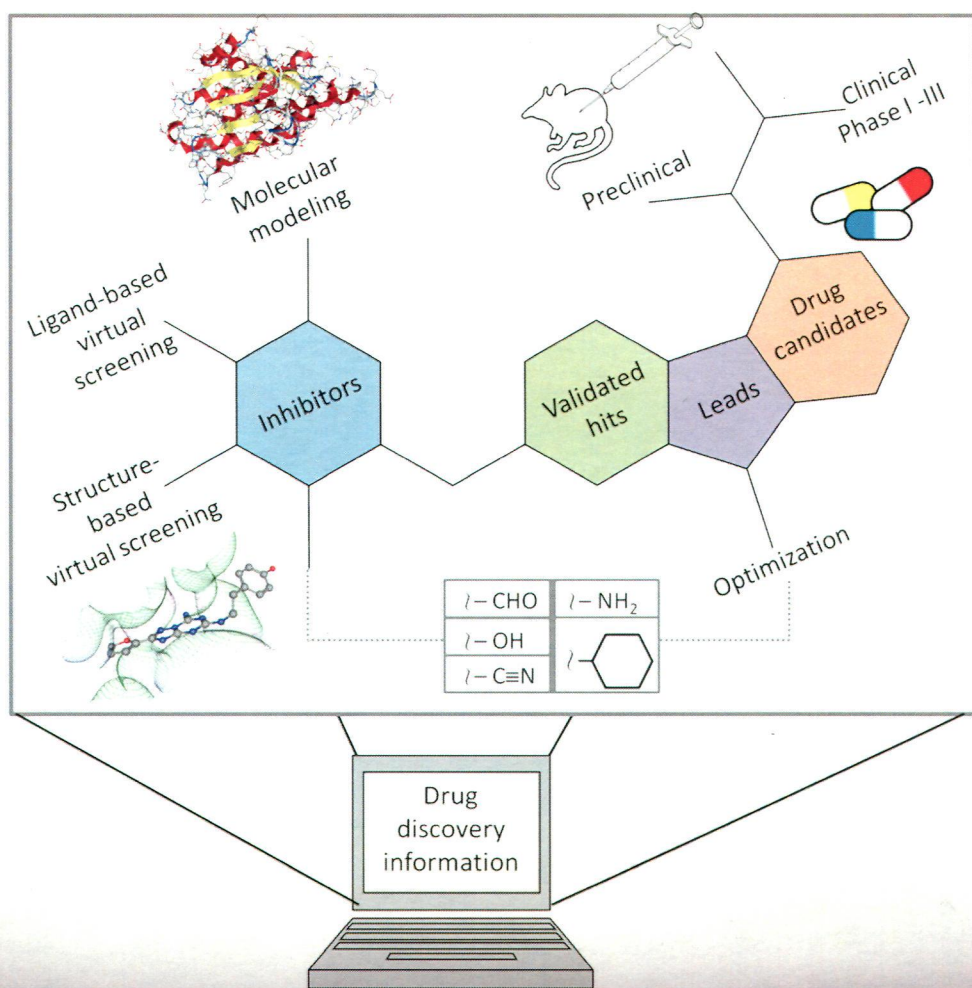 Molecular
modeling
Ligand-based
virtual
screening
Structure-
based
virtual screening
Inhibitors
Validated
hits
Leads
Drug
candidates
Preclinical
Clinical
Phase I -III
Optimization
– CHO
– NH₂
– OH
– C≡N
Drug
discovery
information